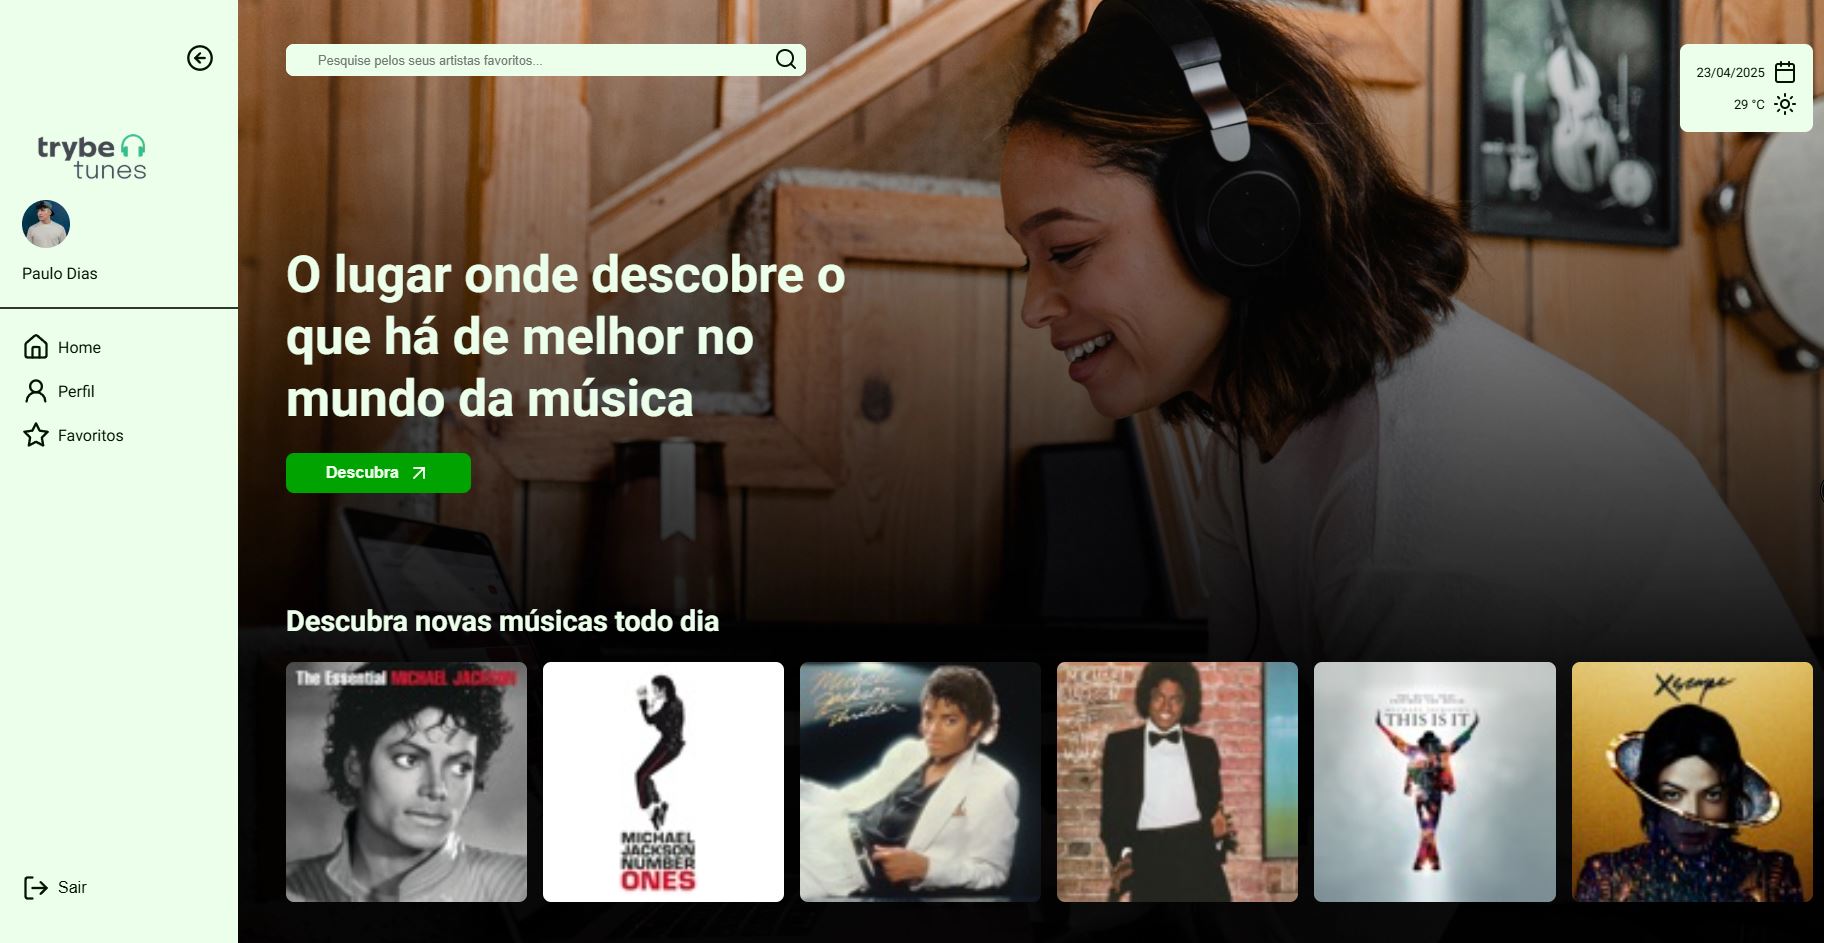 Pesquise pelos seus artistas favoritos...
23/04/2025
29 °C
trybe
tunes
Paulo Dias
Home
Perfil
Favoritos
Sair
O lugar onde descobre o
que há de melhor no
mundo da música
Descubra
Descubra novas músicas todo dia
The Essential MICHAEL JACKSON
MICHAEL
JACKSON
NUMBER
ONES
Michael
Jackson
Thriller
THIS IS IT
Xscape